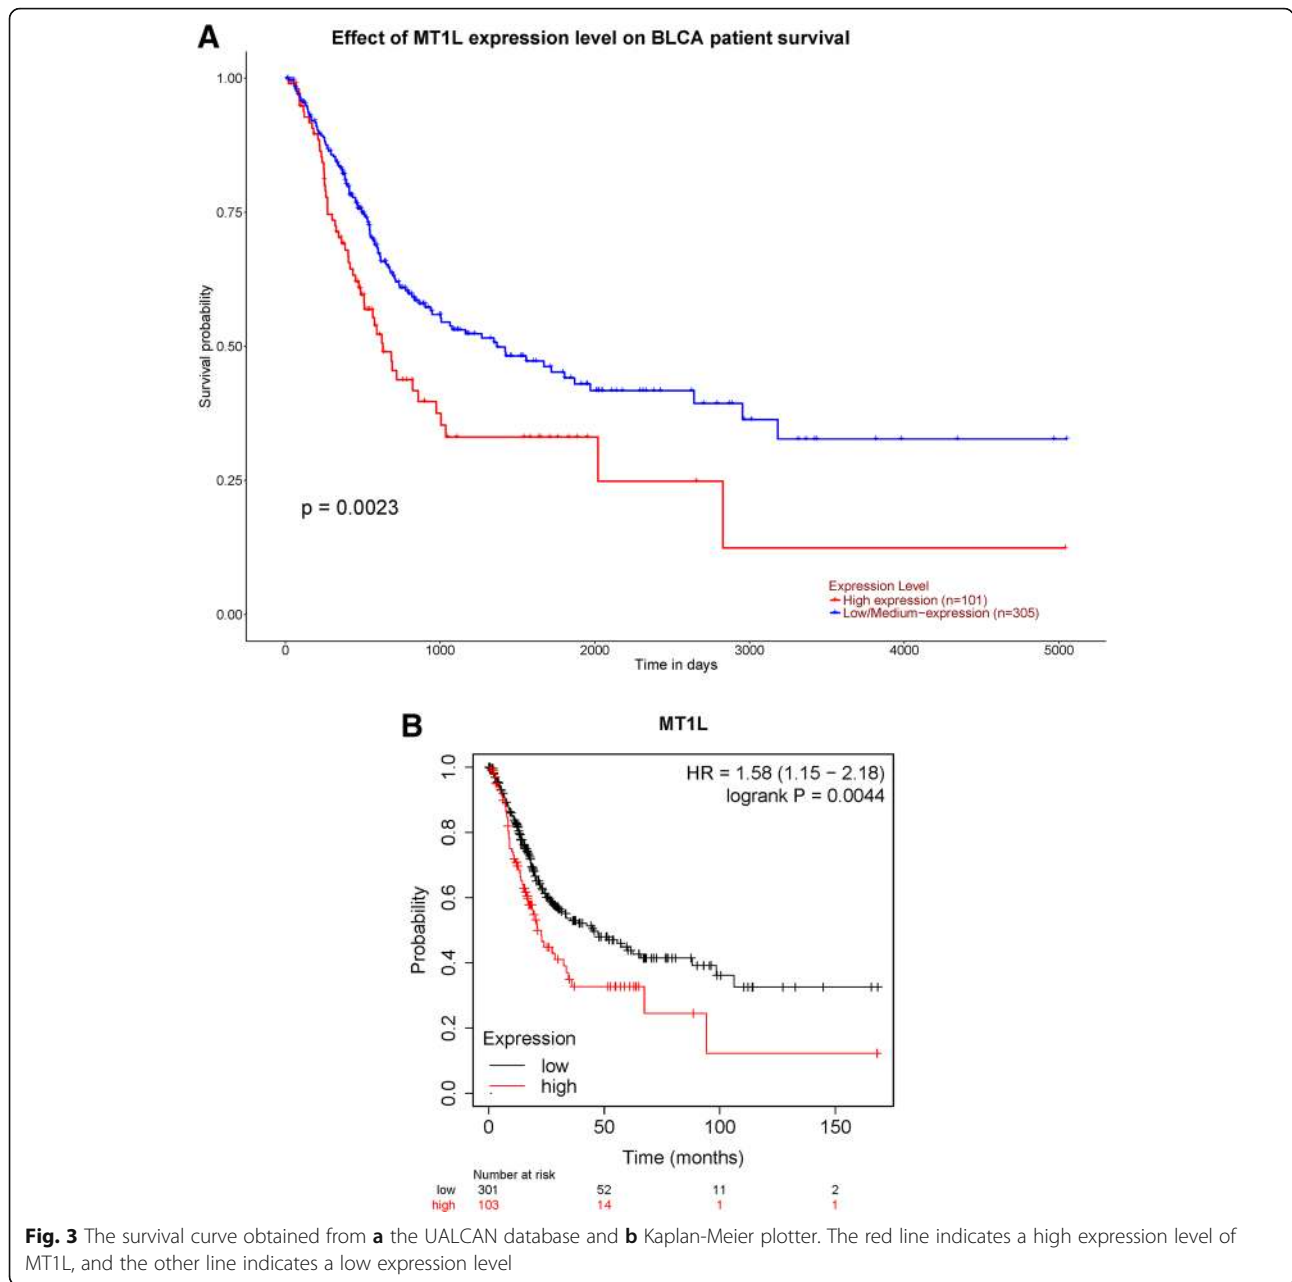 A
Effect of MT1L expression level on BLCA patient survival
1.00
0.75
0.50
0.25
0.00
Survival probability
p = 0.0023
Expression Level
High expression (n=101)
Low/Medium−expression (n=305)
0 1000 2000 3000 4000 5000
Time in days
B
MT1L
HR = 1.58 (1.15 − 2.18)
logrank P = 0.0044
1.0
0.8
0.6
0.4
0.2
0.0
Probability
Expression
low
high
0 50 100 150
Time (months)
Number at risk
low 301 52 11 2
high 103 14 1 1
Fig. 3 The survival curve obtained from a the UALCAN database and b Kaplan-Meier plotter. The red line indicates a high expression level of
MT1L, and the other line indicates a low expression level